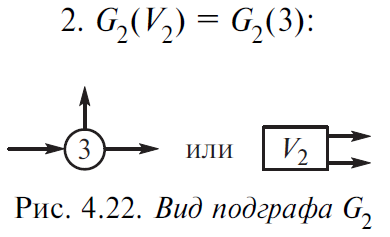 2. G₂(V₂) = G₂(3):
3 или V₂
Рис. 4.22. Вид подграфа G₂